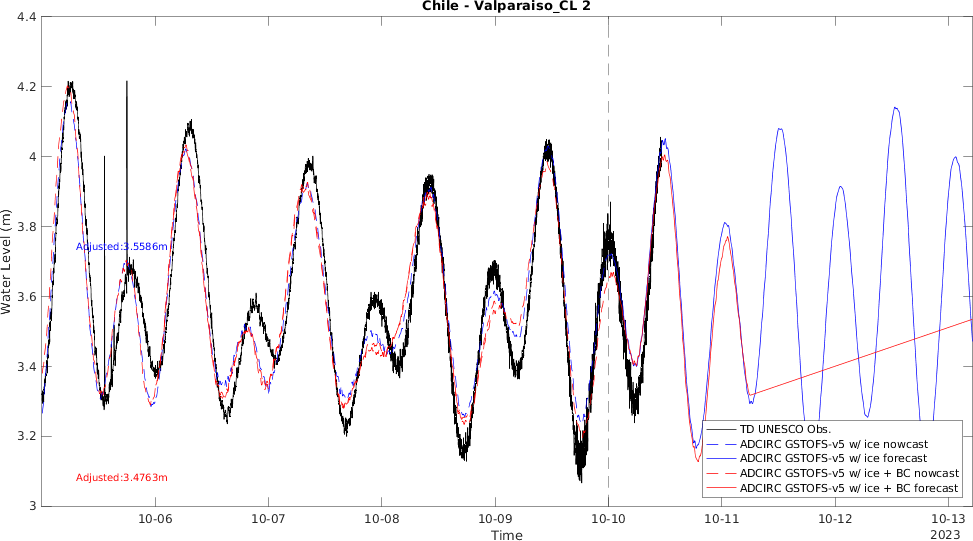 Chile - Valparaiso_CL 2
Water Level (m)
4.4
4.2
4
3.8
3.6
3.4
3.2
3
Adjusted:3.5586m
Adjusted:3.4763m
TD UNESCO Obs.
ADCIRC GSTOFS-v5 w/ ice nowcast
ADCIRC GSTOFS-v5 w/ ice forecast
ADCIRC GSTOFS-v5 w/ ice + BC nowcast
ADCIRC GSTOFS-v5 w/ ice + BC forecast
10-06 10-07 10-08 10-09 10-10 10-11 10-12 10-13
2023
Time